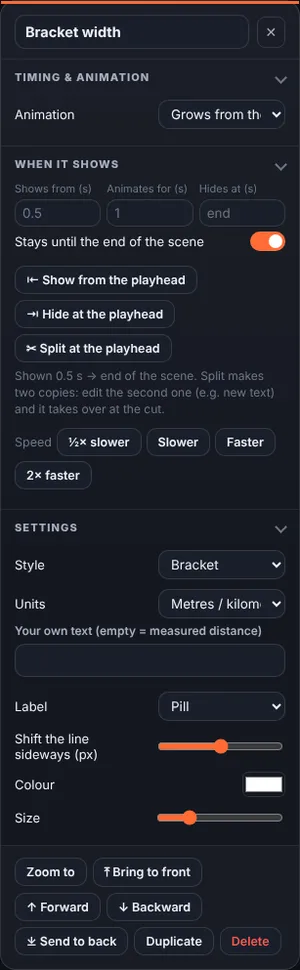 Bracket width
TIMING & ANIMATION
Animation Grows from the
WHEN IT SHOWS
Shows from (s) Animates for (s) Hides at (s)
0.5 1 end
Stays until the end of the scene
⇤ Show from the playhead
⇥ Hide at the playhead
✂ Split at the playhead
Shown 0.5 s → end of the scene. Split makes
two copies: edit the second one (e.g. new text)
and it takes over at the cut.
Speed ½× slower Slower Faster
2× faster
SETTINGS
Style Bracket
Units Metres / kilom
Your own text (empty = measured distance)
Label Pill
Shift the line
sideways (px)
Colour
Size
Zoom to ⤒ Bring to front
↑ Forward ↓ Backward
⤓ Send to back Duplicate Delete